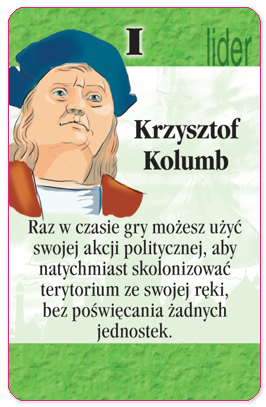 I
lider
Krzysztof
Kolumb
Raz w czasie gry możesz użyć
swojej akcji politycznej, aby
natychmiast skolonizować
terytorium ze swojej ręki,
bez poświęcania żadnych
jednostek.